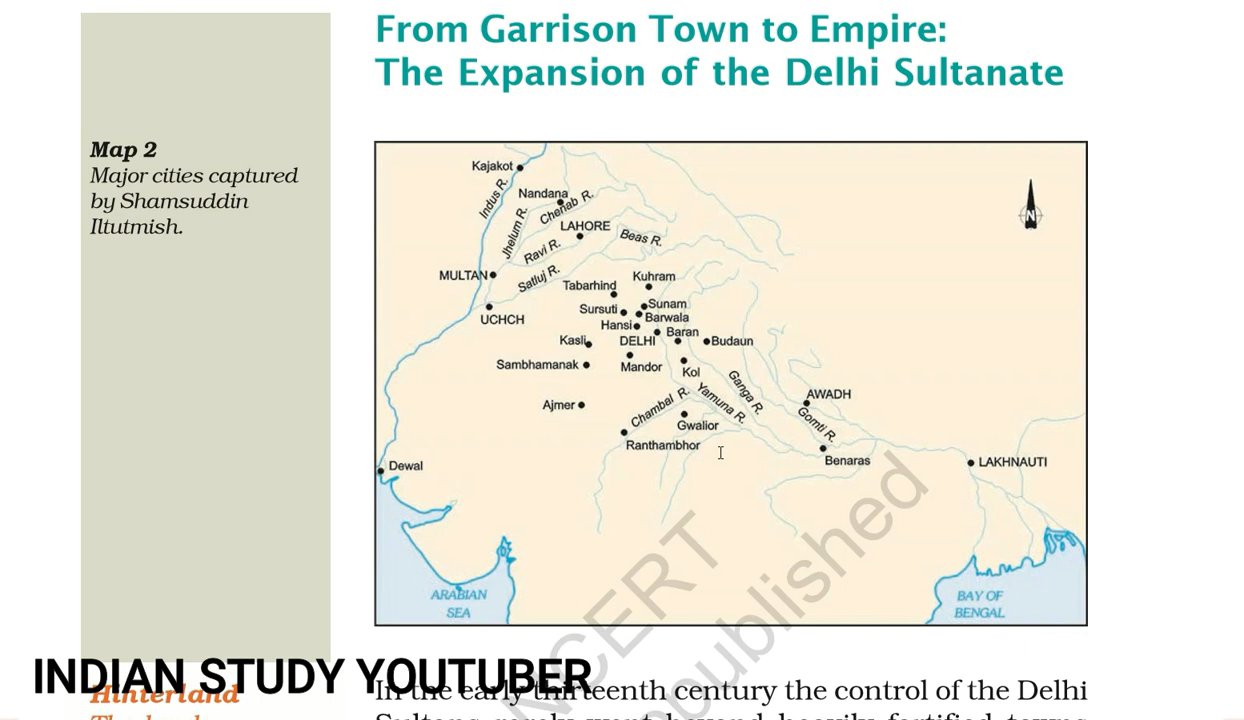 From Garrison Town to Empire:
The Expansion of the Delhi Sultanate
Map 2
Major cities captured
by Shamsuddin
Iltutmish.
Kajakot
Indus R.
Nandana
Chenab R.
Jhelum R.
LAHORE
Ravi R.
Beas R.
MULTAN
Satluj R.
Kuhram
Tabarhind
Sursuti
Sunam
UCHCH
Barwala
Hansi
Baran
Kasli
DELHI
Budaun
Sambhamanak
Mandor
Kol
Ganga R.
Yamuna R.
Chambal R.
AWADH
Ajmer
Gomti R.
Gwalior
Ranthambhor
Benaras
Dewal
LAKHNAUTI
N
ARABIAN
SEA
BAY OF
BENGAL
NCERT
published
INDIAN STUDY YOUTUBER
Hinterland
In the early thirteenth century the control of the Delhi